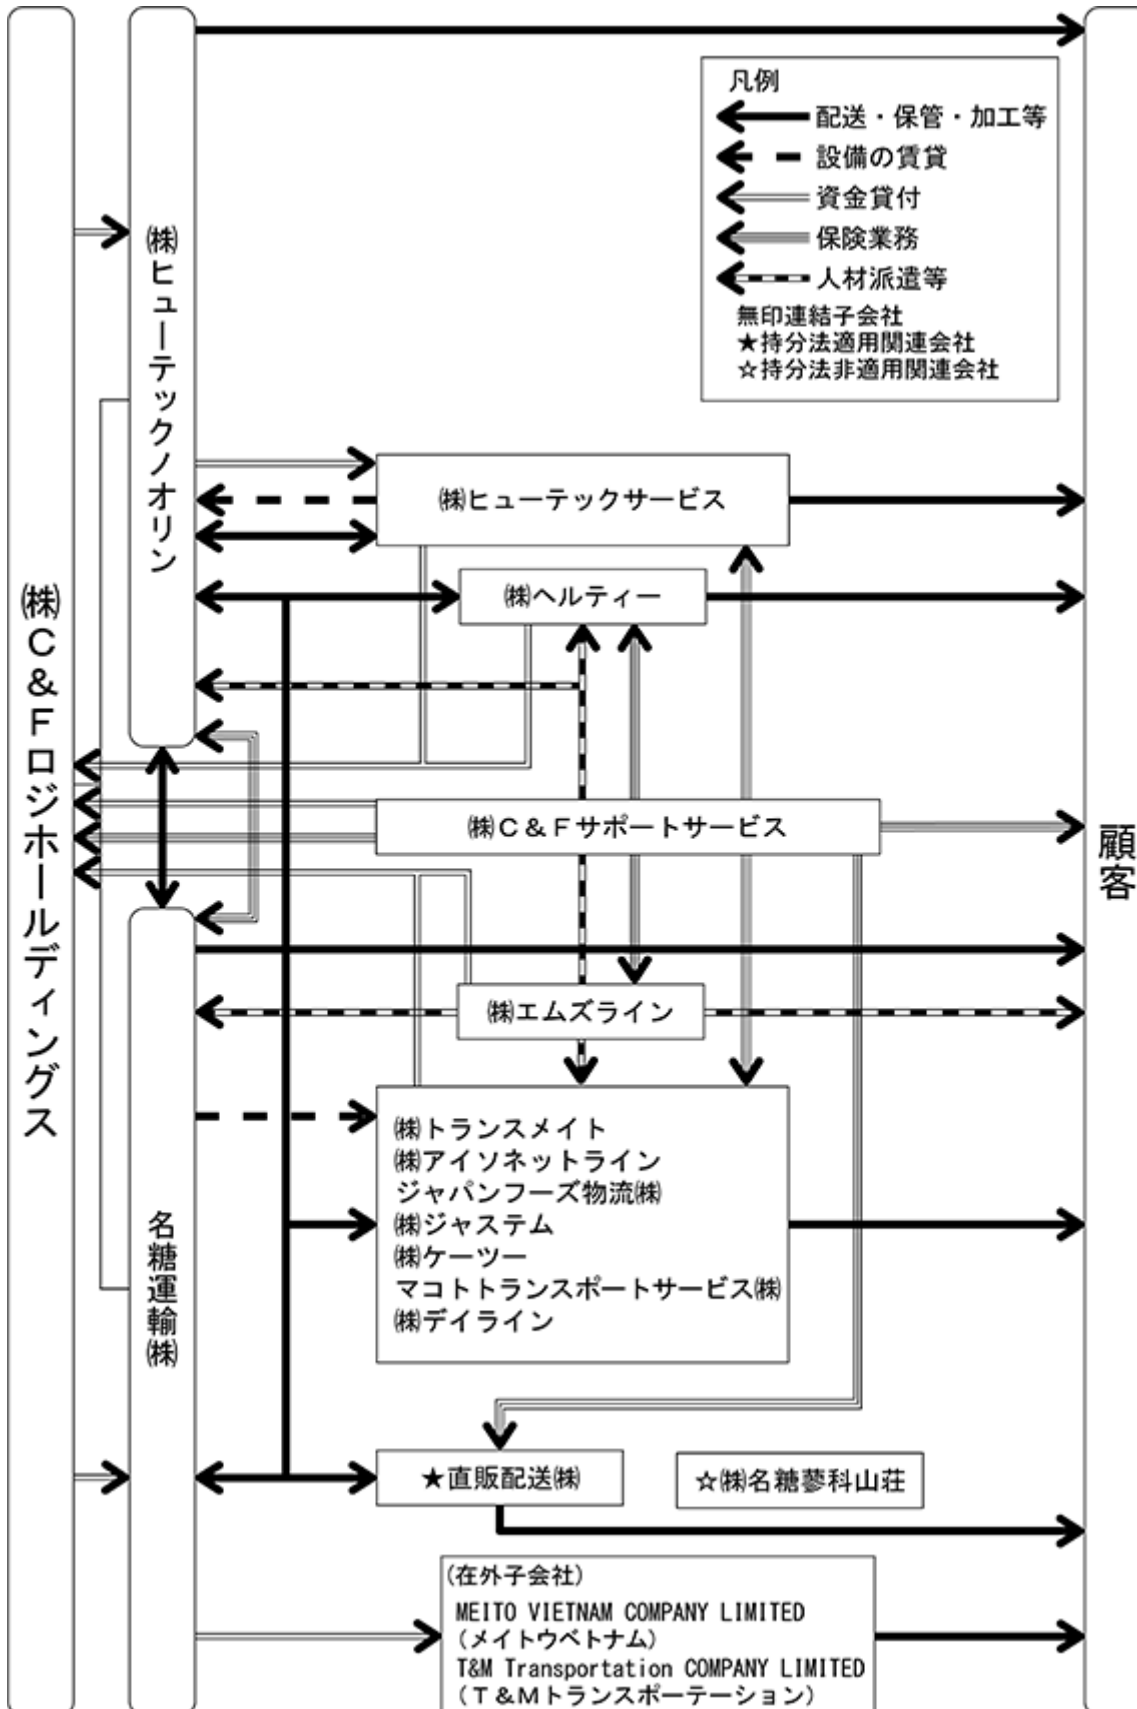 ㈱C＆Fロジホールディングス
㈱ヒューテックノオリン
名糖運輸㈱
顧客
凡例
配送・保管・加工等
設備の賃貸
資金貸付
保険業務
人材派遣等
無印連結子会社
★持分法適用関連会社
☆持分法非適用関連会社
㈱ヒューテックサービス
㈱ヘルティー
㈱C＆Fサポートサービス
㈱エムズライン
㈱トランスメイト
㈱アイソネットライン
ジャパンフーズ物流㈱
㈱ジャステム
㈱ケーツー
マコトトランスポートサービス㈱
㈱デイライン
★直販配送㈱
☆㈱名糖蓼科山荘
(在外子会社)
MEITO VIETNAM COMPANY LIMITED
(メイトウベトナム)
T&M Transportation COMPANY LIMITED
(T＆Mトランスポーテーション)